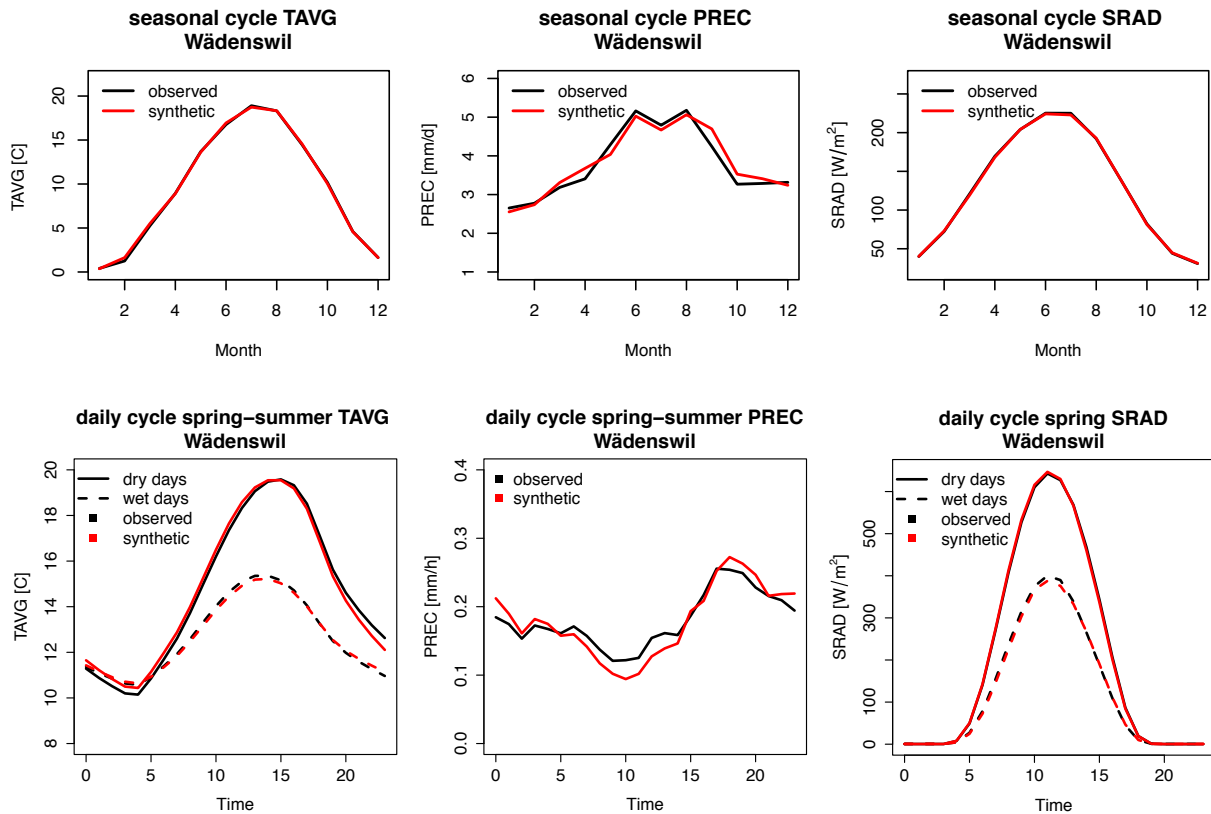 seasonal cycle TAVG
Wädenswil
observed
synthetic
TAVG [C]
0
5
10
15
20
2
4
6
8
10
12
Month
seasonal cycle PREC
Wädenswil
observed
synthetic
PREC [mm/d]
1
2
3
4
5
6
2
4
6
8
10
12
Month
seasonal cycle SRAD
Wädenswil
observed
synthetic
SRAD [W/m²]
50
100
200
2
4
6
8
10
12
Month
daily cycle spring–summer TAVG
Wädenswil
dry days
wet days
observed
synthetic
TAVG [C]
8
10
12
14
16
18
20
0
5
10
15
20
Time
daily cycle spring–summer PREC
Wädenswil
observed
synthetic
PREC [mm/h]
0.0
0.1
0.2
0.3
0.4
0
5
10
15
20
Time
daily cycle spring SRAD
Wädenswil
dry days
wet days
observed
synthetic
SRAD [W/m²]
0
100
300
500
0
5
10
15
20
Time